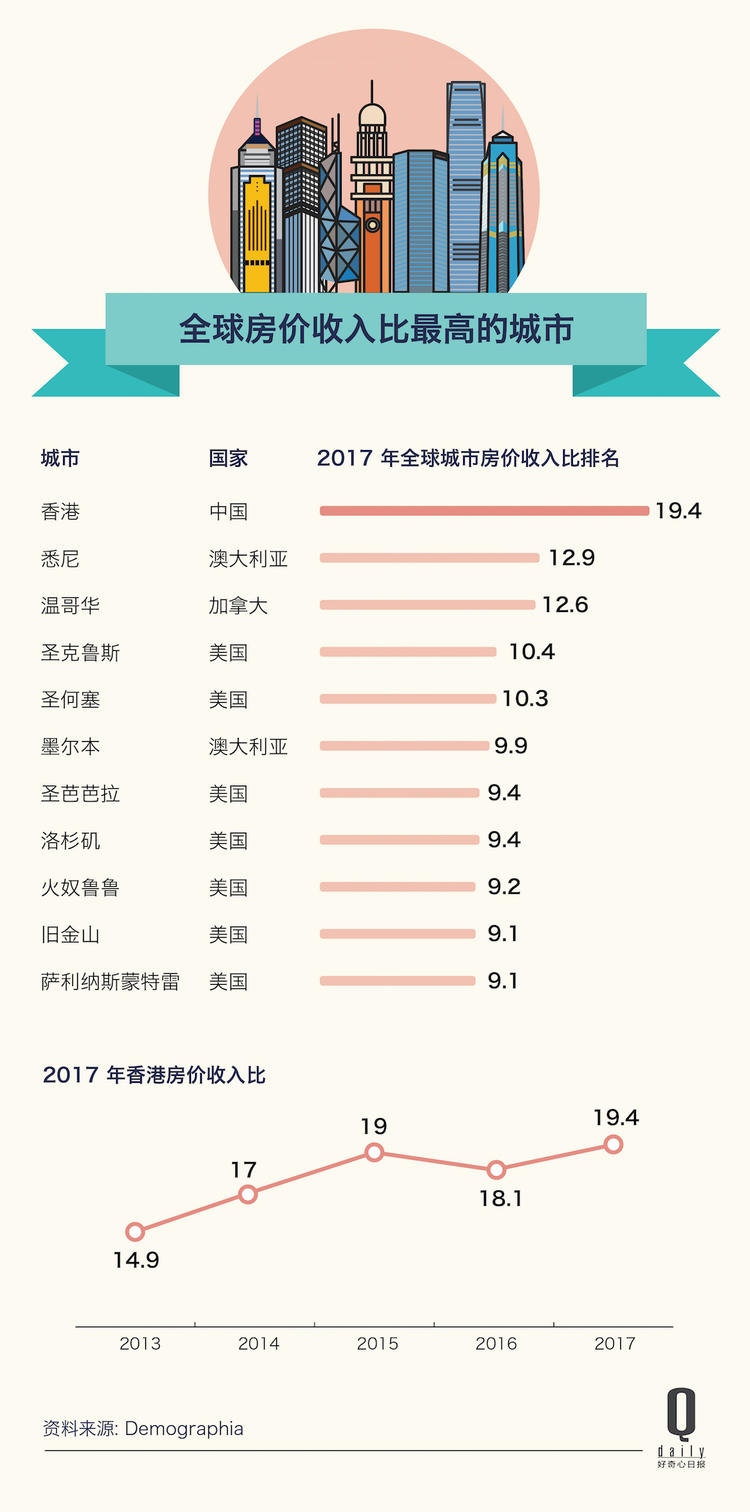 全球房价收入比最高的城市
城市 国家 2017 年全球城市房价收入比排名
香港 中国 19.4
悉尼 澳大利亚 12.9
温哥华 加拿大 12.6
圣克鲁斯 美国 10.4
圣何塞 美国 10.3
墨尔本 澳大利亚 9.9
圣芭芭拉 美国 9.4
洛杉矶 美国 9.4
火奴鲁鲁 美国 9.2
旧金山 美国 9.1
萨利纳斯蒙特雷 美国 9.1
2017 年香港房价收入比
14.9 17 19 18.1 19.4
2013 2014 2015 2016 2017
资料来源: Demographia
Q
daily
好奇心日报